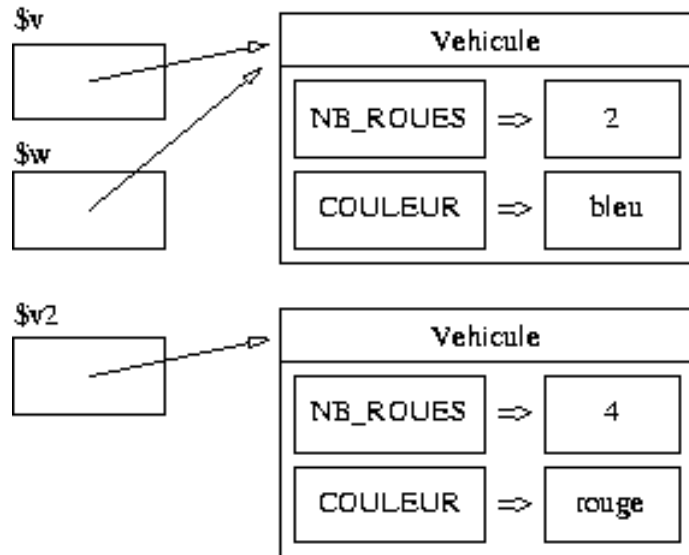 $v
Vehicule
NB_ROUES => 2
$w
COULEUR => bleu
$v2
Vehicule
NB_ROUES => 4
COULEUR => rouge